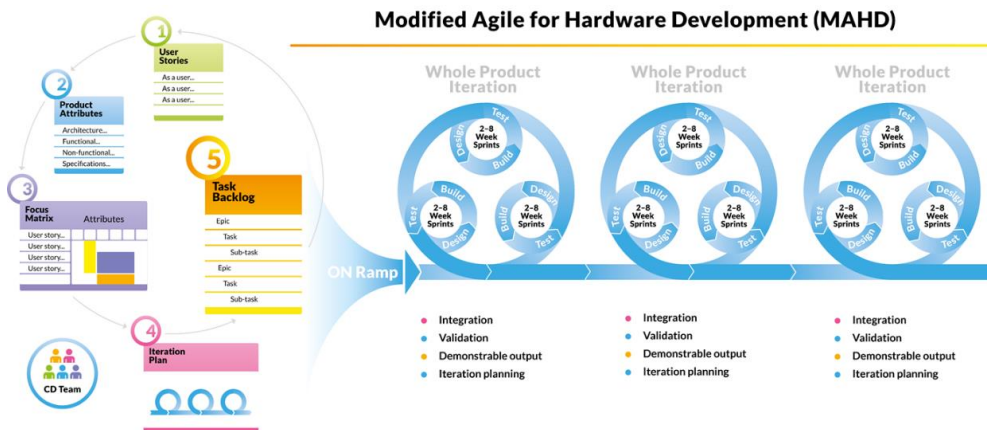 Modified Agile for Hardware Development (MAHD)
1
User
Stories
As a user...
As a user...
As a user...
2
Product
Attributes
Architecture...
Functional...
Non-functional...
Specifications...
3
Focus
Matrix
Attributes
User story...
User story...
User story...
User story...
4
Iteration
Plan
5
Task
Backlog
Epic
Task
Sub-task
Epic
Task
Sub-task
CD Team
ON Ramp
Whole Product
Iteration
Design
Test
Build
2–8
Week
Sprints
Test
Build
Design
2–8
Week
Sprints
Build
Design
Test
2–8
Week
Sprints
Integration
Validation
Demonstrable output
Iteration planning
Whole Product
Iteration
Design
Test
Build
2–8
Week
Sprints
Test
Build
Design
2–8
Week
Sprints
Build
Design
Test
2–8
Week
Sprints
Integration
Validation
Demonstrable output
Iteration planning
Whole Product
Iteration
Design
Test
Build
2–8
Week
Sprints
Test
Build
Design
2–8
Week
Sprints
Build
Design
Test
2–8
Week
Sprints
Integration
Validation
Demonstrable output
Iteration planning